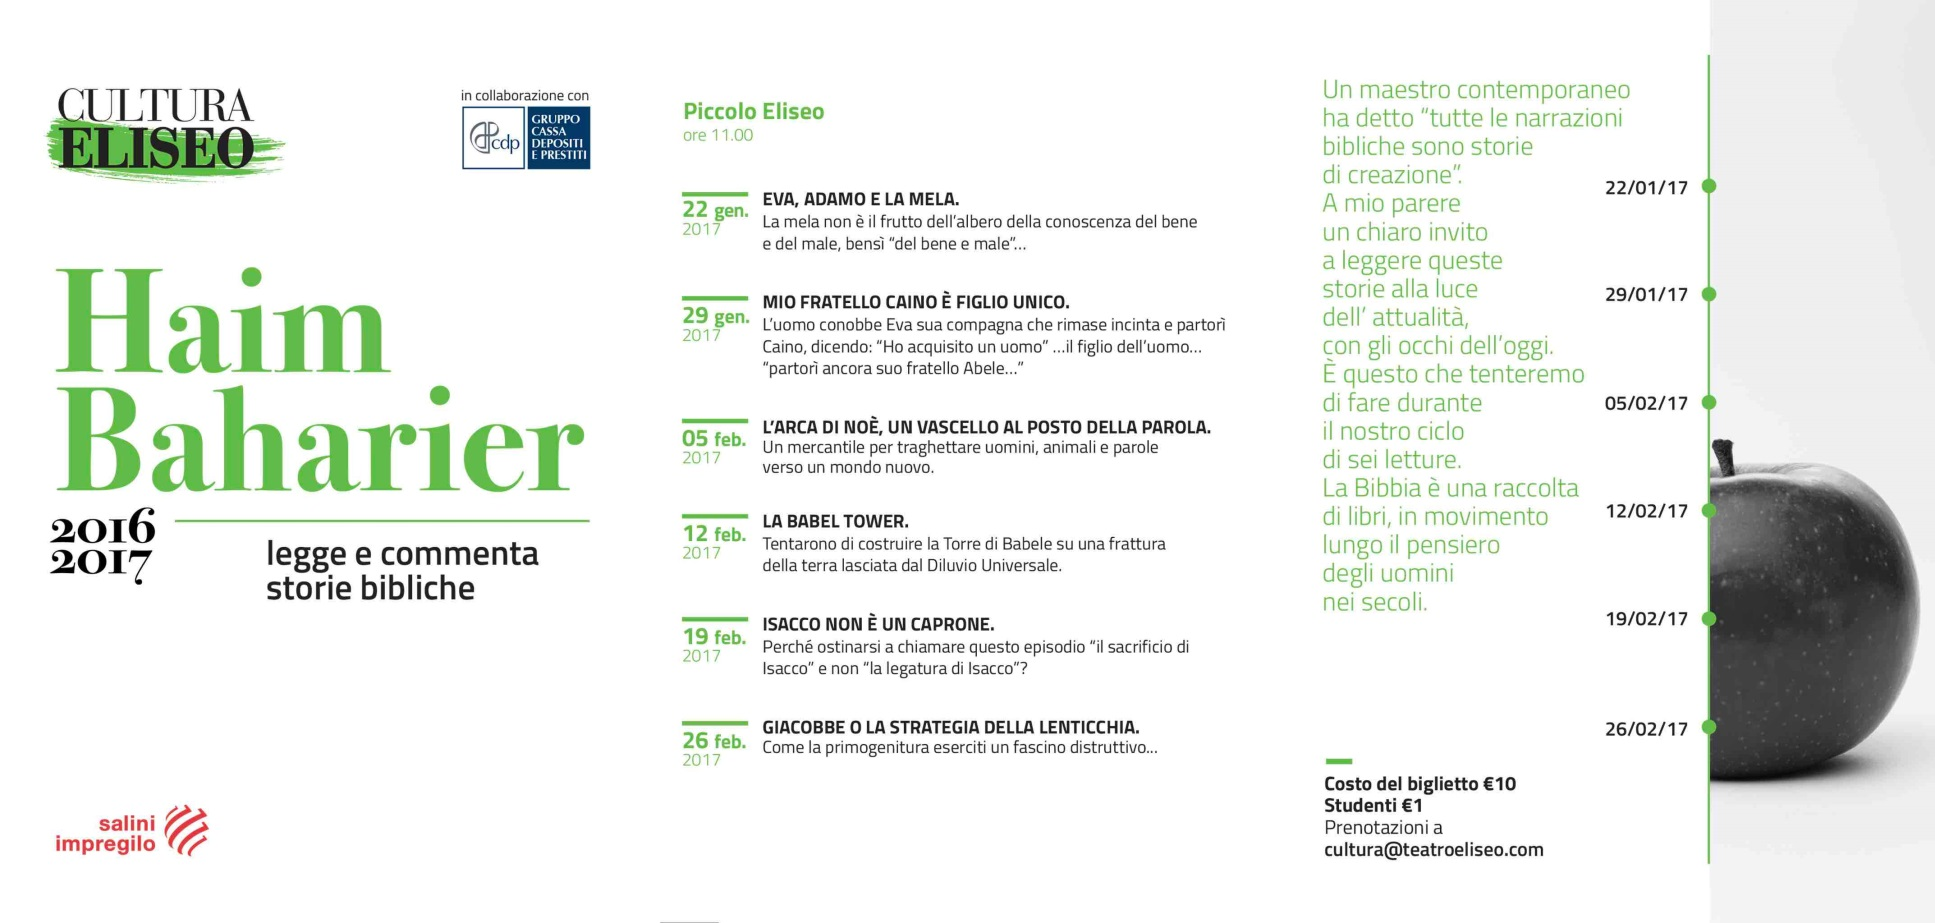 CULTURA
ELISEO
in collaborazione con
cdp
GRUPPO
CASSA
DEPOSITI
E PRESTITI
Haim
Baharier
2016
2017
legge e commenta
storie bibliche
salini
impregilo
Piccolo Eliseo
ore 11.00
22 gen.
2017
EVA, ADAMO E LA MELA.
La mela non è il frutto dell'albero della conoscenza del bene
e del male, bensì “del bene e male”...
29 gen.
2017
MIO FRATELLO CAINO È FIGLIO UNICO.
L'uomo conobbe Eva sua compagna che rimase incinta e partorì
Caino, dicendo: “Ho acquisito un uomo” ...il figlio dell'uomo...
“partorì ancora suo fratello Abele...”
05 feb.
2017
L'ARCA DI NOÈ, UN VASCELLO AL POSTO DELLA PAROLA.
Un mercantile per traghettare uomini, animali e parole
verso un mondo nuovo.
12 feb.
2017
LA BABEL TOWER.
Tentarono di costruire la Torre di Babele su una frattura
della terra lasciata dal Diluvio Universale.
19 feb.
2017
ISACCO NON È UN CAPRONE.
Perché ostinarsi a chiamare questo episodio “il sacrificio di
Isacco” e non “la legatura di Isacco”?
26 feb.
2017
GIACOBBE O LA STRATEGIA DELLA LENTICCHIA.
Come la primogenitura eserciti un fascino distruttivo...
Un maestro contemporaneo
ha detto “tutte le narrazioni
bibliche sono storie
di creazione”.
A mio parere
un chiaro invito
a leggere queste
storie alla luce
dell' attualità,
con gli occhi dell'oggi.
È questo che tenteremo
di fare durante
il nostro ciclo
di sei letture.
La Bibbia è una raccolta
di libri, in movimento
lungo il pensiero
degli uomini
nei secoli.
Costo del biglietto €10
Studenti €1
Prenotazioni a
cultura@teatroeliseo.com
22/01/17
29/01/17
05/02/17
12/02/17
19/02/17
26/02/17